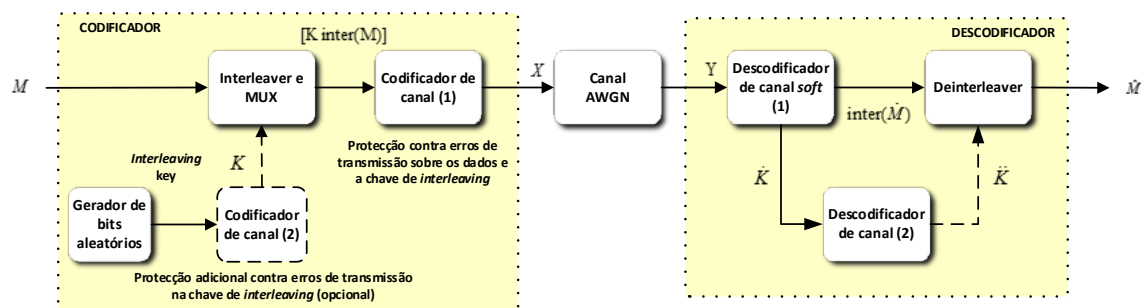 CODIFICADOR
[K inter(M)]
M
Interleaver e
MUX
Codificador de
canal (1)
X
Canal
AWGN
Protecção contra erros de
transmissão sobre os dados e
a chave de interleaving
Interleaving
key
K
Gerador de
bits
aleatórios
Codificador
de canal (2)
Protecção adicional contra erros de transmissão
na chave de interleaving (opcional)
DESCODIFICADOR
Y
Descodificador
de canal soft
(1)
inter(Ṁ)
Deinterleaver
M̂
K̇
K̈
Descodificador
de canal (2)